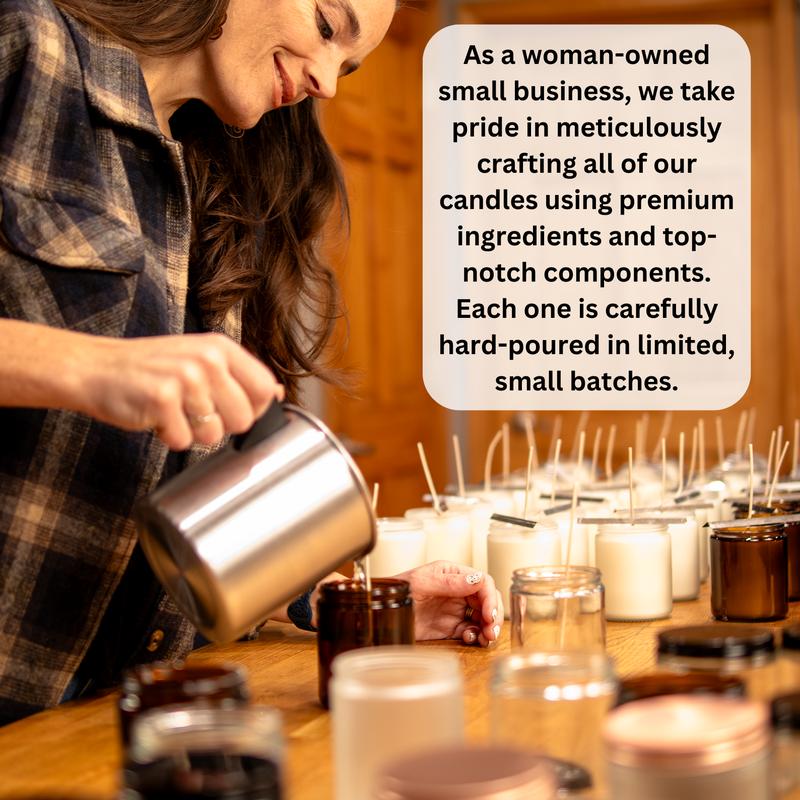 As a woman-owned
small business, we take
pride in meticulously
crafting all of our
candles using premium
ingredients and top-
notch components.
Each one is carefully
hard-poured in limited,
small batches.